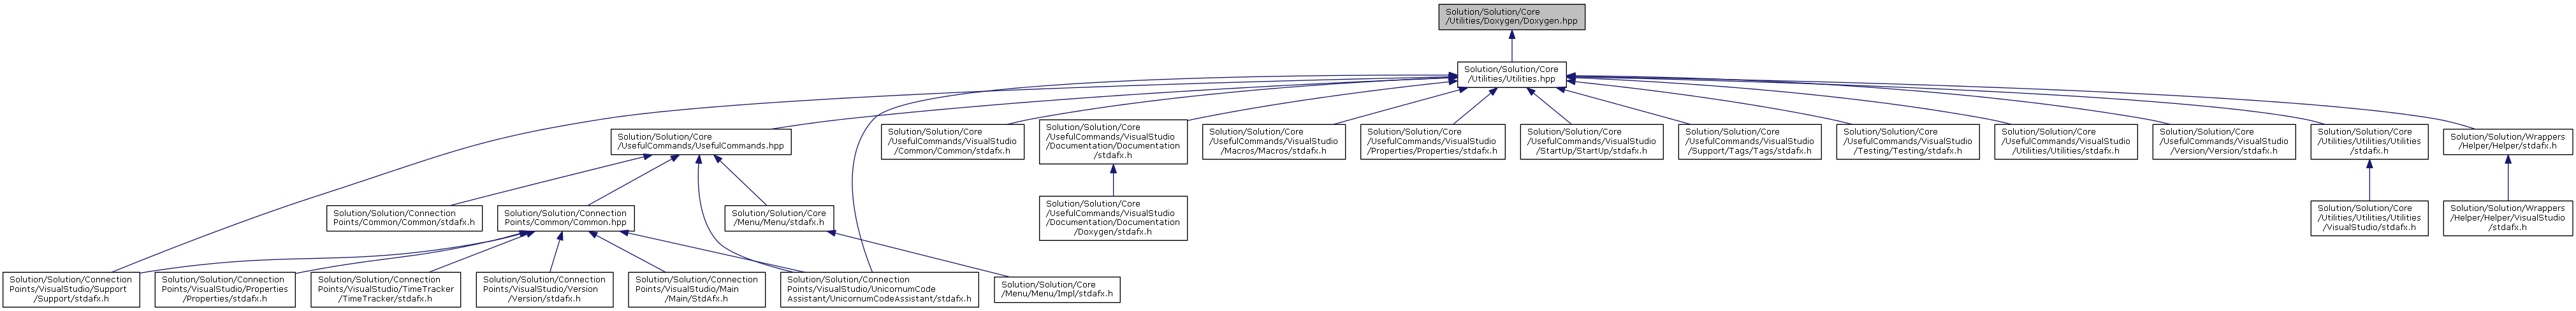 Solution/Solution/Core
/Utilities/Doxygen/Doxygen.hpp
Solution/Solution/Core
/Utilities/Utilities.hpp
Solution/Solution/Core
/UsefulCommands/UsefulCommands.hpp
Solution/Solution/Core
/UsefulCommands/VisualStudio
/Common/Common/stdafx.h
Solution/Solution/Core
/UsefulCommands/VisualStudio
/Documentation/Documentation
/stdafx.h
Solution/Solution/Core
/UsefulCommands/VisualStudio
/Macros/Macros/stdafx.h
Solution/Solution/Core
/UsefulCommands/VisualStudio
/Properties/Properties/stdafx.h
Solution/Solution/Core
/UsefulCommands/VisualStudio
/StartUp/StartUp/stdafx.h
Solution/Solution/Core
/UsefulCommands/VisualStudio
/Support/Tags/Tags/stdafx.h
Solution/Solution/Core
/UsefulCommands/VisualStudio
/Testing/Testing/stdafx.h
Solution/Solution/Core
/UsefulCommands/VisualStudio
/Utilities/Utilities/stdafx.h
Solution/Solution/Core
/UsefulCommands/VisualStudio
/Version/Version/stdafx.h
Solution/Solution/Core
/Utilities/Utilities/Utilities
/stdafx.h
Solution/Solution/Wrappers
/Helper/Helper/stdafx.h
Solution/Solution/Connection
Points/Common/Common/stdafx.h
Solution/Solution/Connection
Points/Common/Common.hpp
Solution/Solution/Core
/Menu/Menu/stdafx.h
Solution/Solution/Core
/UsefulCommands/VisualStudio
/Documentation/Documentation
/Doxygen/stdafx.h
Solution/Solution/Core
/Utilities/Utilities/Utilities
/VisualStudio/stdafx.h
Solution/Solution/Wrappers
/Helper/Helper/VisualStudio
/stdafx.h
Solution/Solution/Connection
Points/VisualStudio/Support
/Support/stdafx.h
Solution/Solution/Connection
Points/VisualStudio/Properties
/Properties/stdafx.h
Solution/Solution/Connection
Points/VisualStudio/TimeTracker
/TimeTracker/stdafx.h
Solution/Solution/Connection
Points/VisualStudio/Version
/Version/stdafx.h
Solution/Solution/Connection
Points/VisualStudio/Main
/Main/StdAfx.h
Solution/Solution/Connection
Points/VisualStudio/UnicornumCode
Assistant/UnicornumCodeAssistant/stdafx.h
Solution/Solution/Core
/Menu/Menu/Impl/stdafx.h